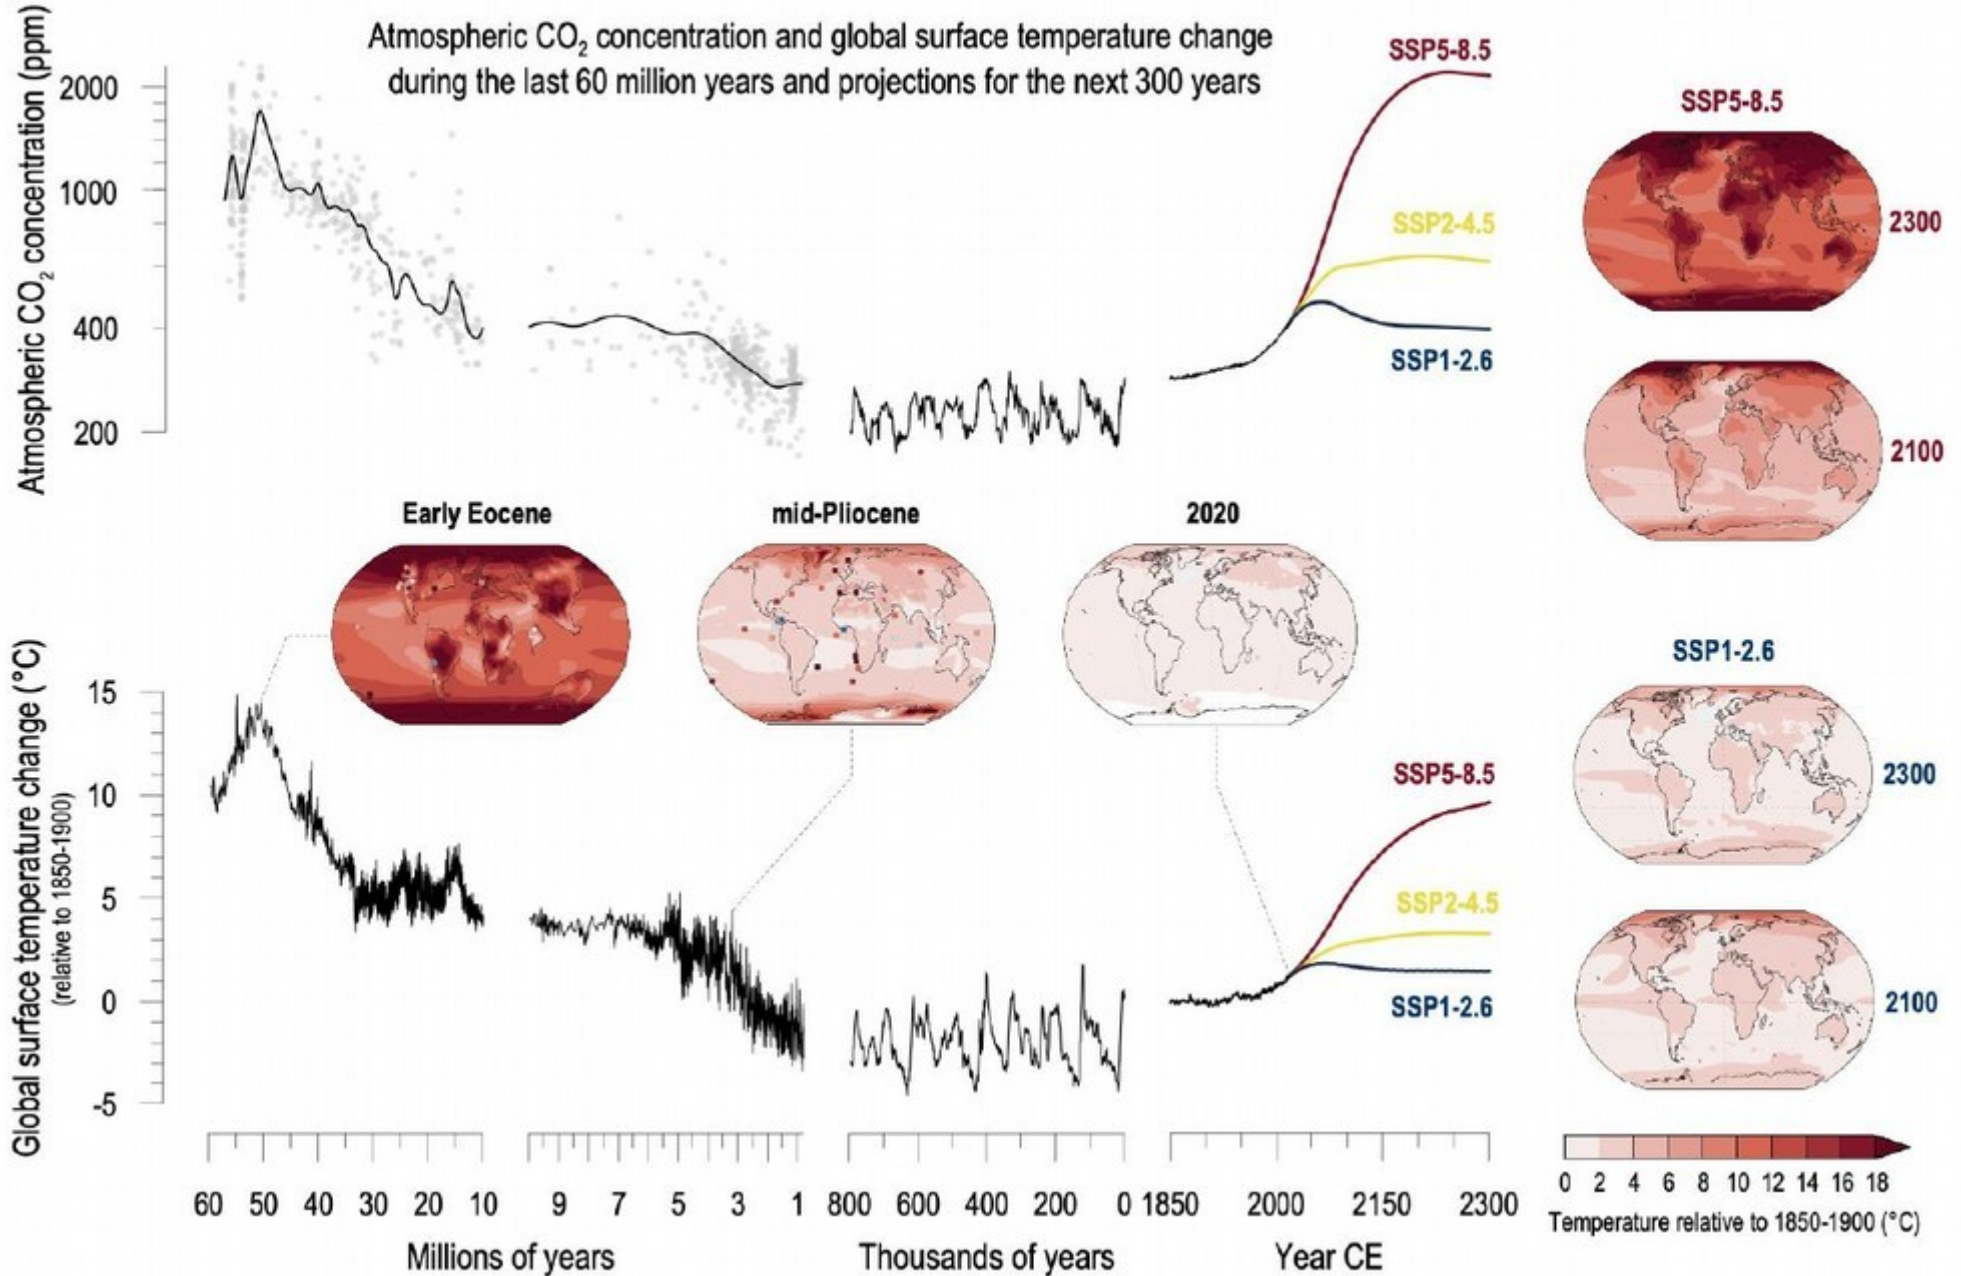 Atmospheric CO₂ concentration and global surface temperature change
during the last 60 million years and projections for the next 300 years
Atmospheric CO₂ concentration (ppm)
2000
1000
400
200
SSP5-8.5
SSP2-4.5
SSP1-2.6
SSP5-8.5
2300
2100
Early Eocene
mid-Pliocene
2020
Global surface temperature change (°C)
(relative to 1850-1900)
15
10
5
0
-5
SSP5-8.5
SSP2-4.5
SSP1-2.6
SSP1-2.6
2300
2100
60 50 40 30 20 10
9 7 5 3 1
800 600 400 200 0
1850 2000 2150 2300
Millions of years
Thousands of years
Year CE
0 2 4 6 8 10 12 14 16 18
Temperature relative to 1850-1900 (°C)